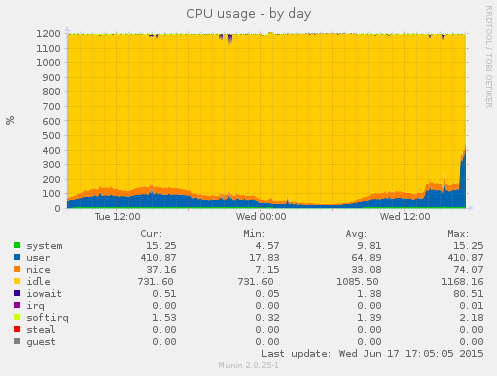 CPU usage - by day
RRDTOOL / TOBI OETIKER
%
1200
1100
1000
900
800
700
600
500
400
300
200
100
0
Tue 12:00 Wed 00:00 Wed 12:00
Cur: Min: Avg: Max:
system 15.25 4.57 9.81 15.25
user 410.87 17.83 64.89 410.87
nice 37.16 7.15 33.08 74.07
idle 731.60 731.60 1085.50 1168.16
iowait 0.51 0.05 1.38 80.51
irq 0.00 0.00 0.00 0.01
softirq 1.53 0.32 1.39 2.18
steal 0.00 0.00 0.00 0.00
guest 0.00 0.00 0.00 0.00
Last update: Wed Jun 17 17:05:05 2015
Munin 2.0.25-1